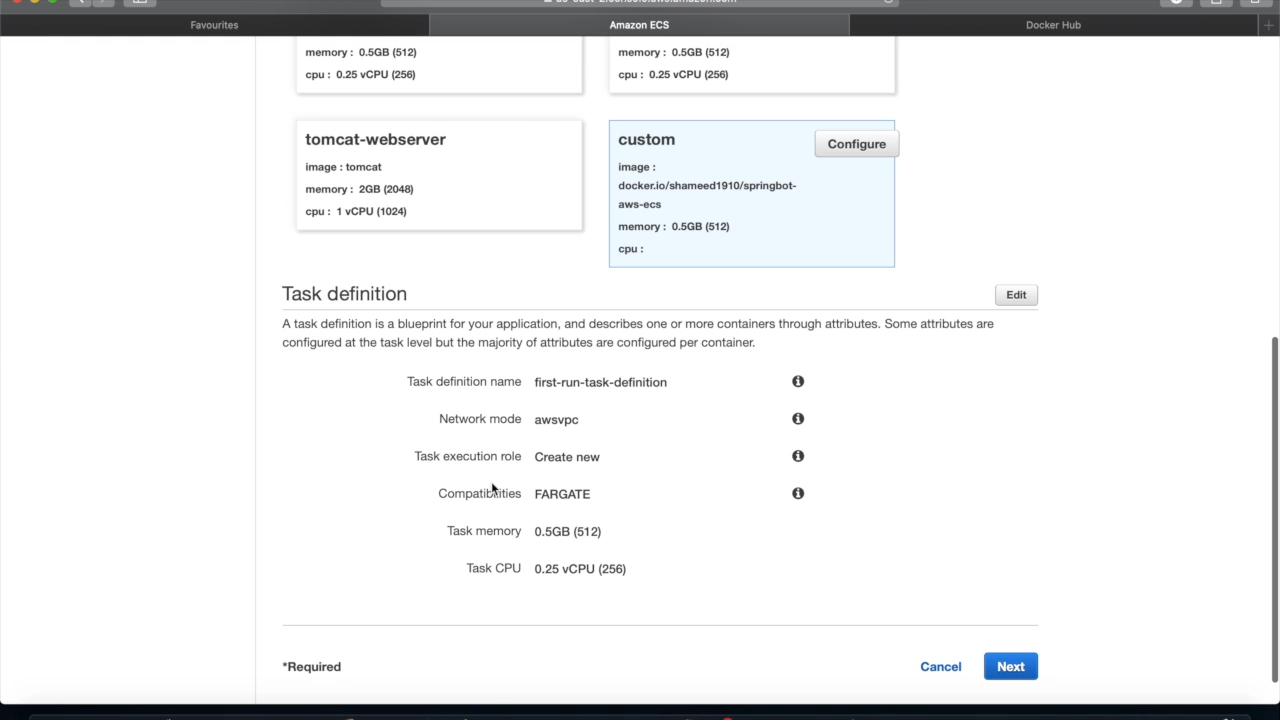 Favourites
Amazon ECS
Docker Hub
memory : 0.5GB (512)
cpu : 0.25 vCPU (256)
memory : 0.5GB (512)
cpu : 0.25 vCPU (256)
tomcat-webserver
image : tomcat
memory : 2GB (2048)
cpu : 1 vCPU (1024)
custom
Configure
image :
docker.io/shameed1910/springbot-
aws-ecs
memory : 0.5GB (512)
cpu :
Task definition
Edit
A task definition is a blueprint for your application, and describes one or more containers through attributes. Some attributes are
configured at the task level but the majority of attributes are configured per container.
Task definition name first-run-task-definition
Network mode awsvpc
Task execution role Create new
Compatibilities FARGATE
Task memory 0.5GB (512)
Task CPU 0.25 vCPU (256)
*Required
Cancel
Next